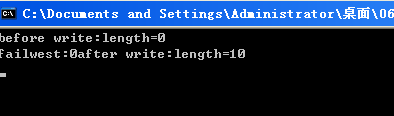 C:\Documents and Settings\Administrator\桌面\06
before write:length=0
failwest:0after write:length=10